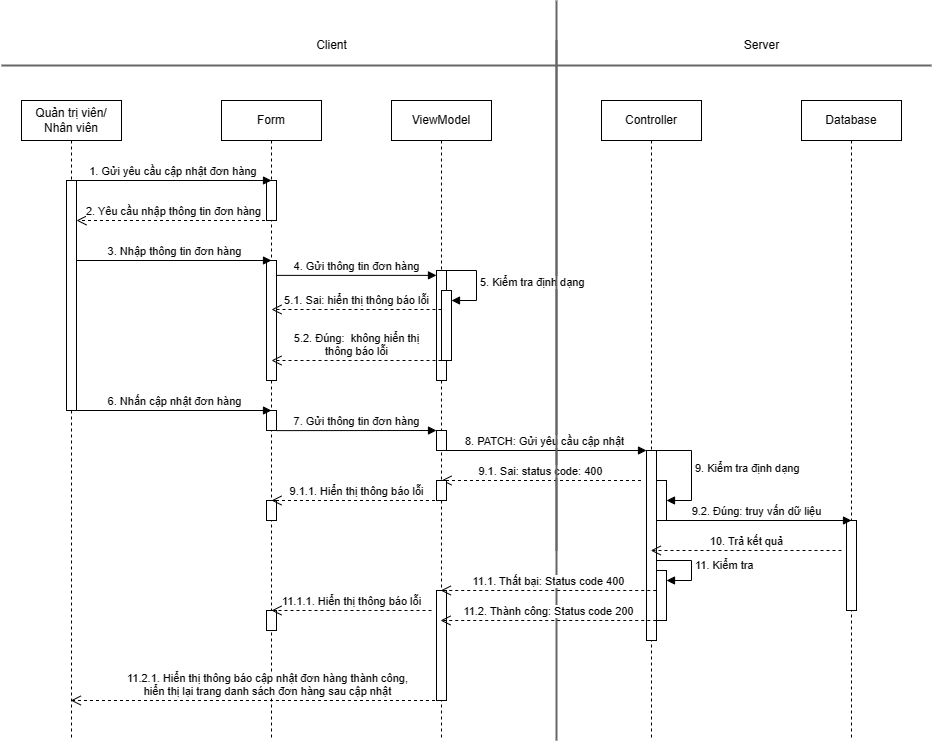 Client
Server
Quản trị viên/
Nhân viên
Form
ViewModel
Controller
Database
1. Gửi yêu cầu cập nhật đơn hàng
2. Yêu cầu nhập thông tin đơn hàng
3. Nhập thông tin đơn hàng
4. Gửi thông tin đơn hàng
5. Kiểm tra định dạng
5.1. Sai: hiển thị thông báo lỗi
5.2. Đúng: không hiển thị
thông báo lỗi
6. Nhấn cập nhật đơn hàng
7. Gửi thông tin đơn hàng
8. PATCH: Gửi yêu cầu cập nhật
9. Kiểm tra định dạng
9.1. Sai: status code: 400
9.1.1. Hiển thị thông báo lỗi
9.2. Đúng: truy vấn dữ liệu
10. Trả kết quả
11. Kiểm tra
11.1. Thất bại: Status code 400
11.1.1. Hiển thị thông báo lỗi
11.2. Thành công: Status code 200
11.2.1. Hiển thị thông báo cập nhật đơn hàng thành công,
hiển thị lại trang danh sách đơn hàng sau cập nhật